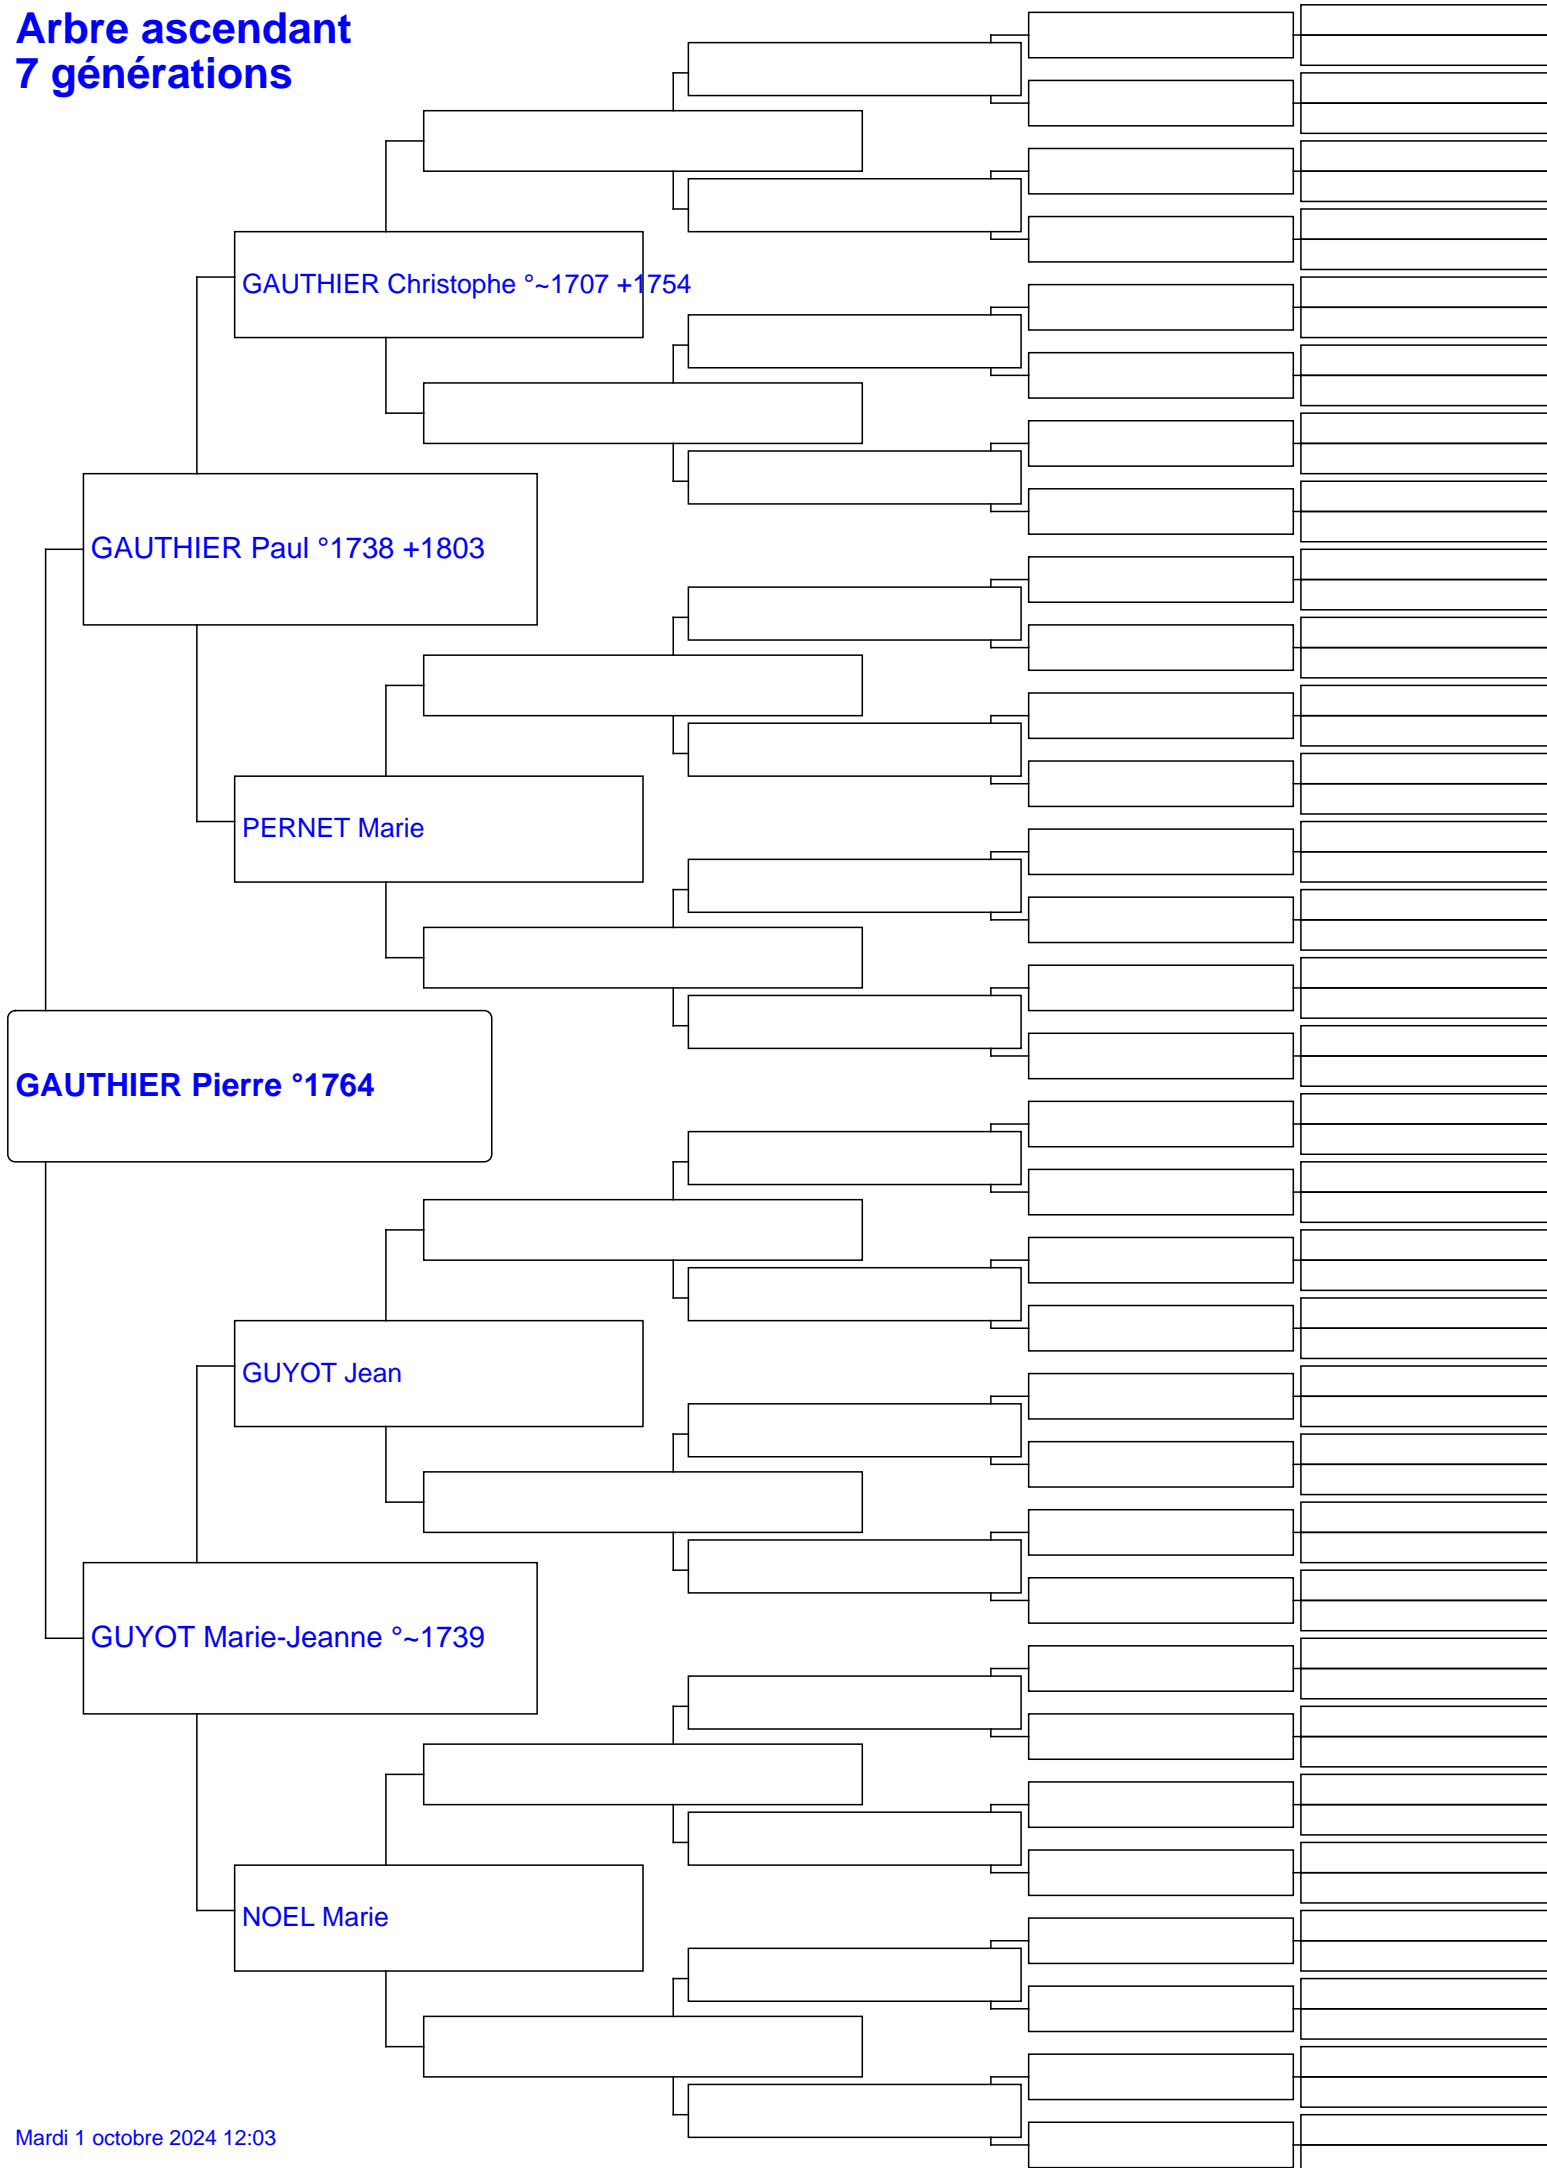 Arbre ascendant
7 générations
GAUTHIER Christophe °~1707 +1754
GAUTHIER Paul °1738 +1803
PERNET Marie
GAUTHIER Pierre °1764
GUYOT Jean
GUYOT Marie-Jeanne °~1739
NOEL Marie
Mardi 1 octobre 2024 12:03